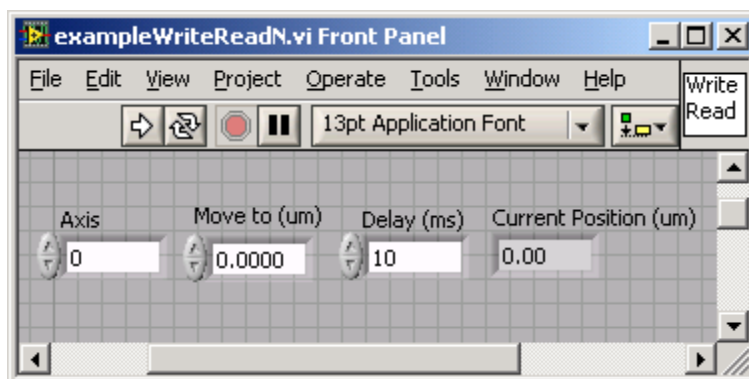 exampleWriteReadN.vi Front Panel
File Edit View Project Operate Tools Window Help
Write
Read
13pt Application Font
Axis Move to (um) Delay (ms) Current Position (um)
0 0.0000 10 0.00